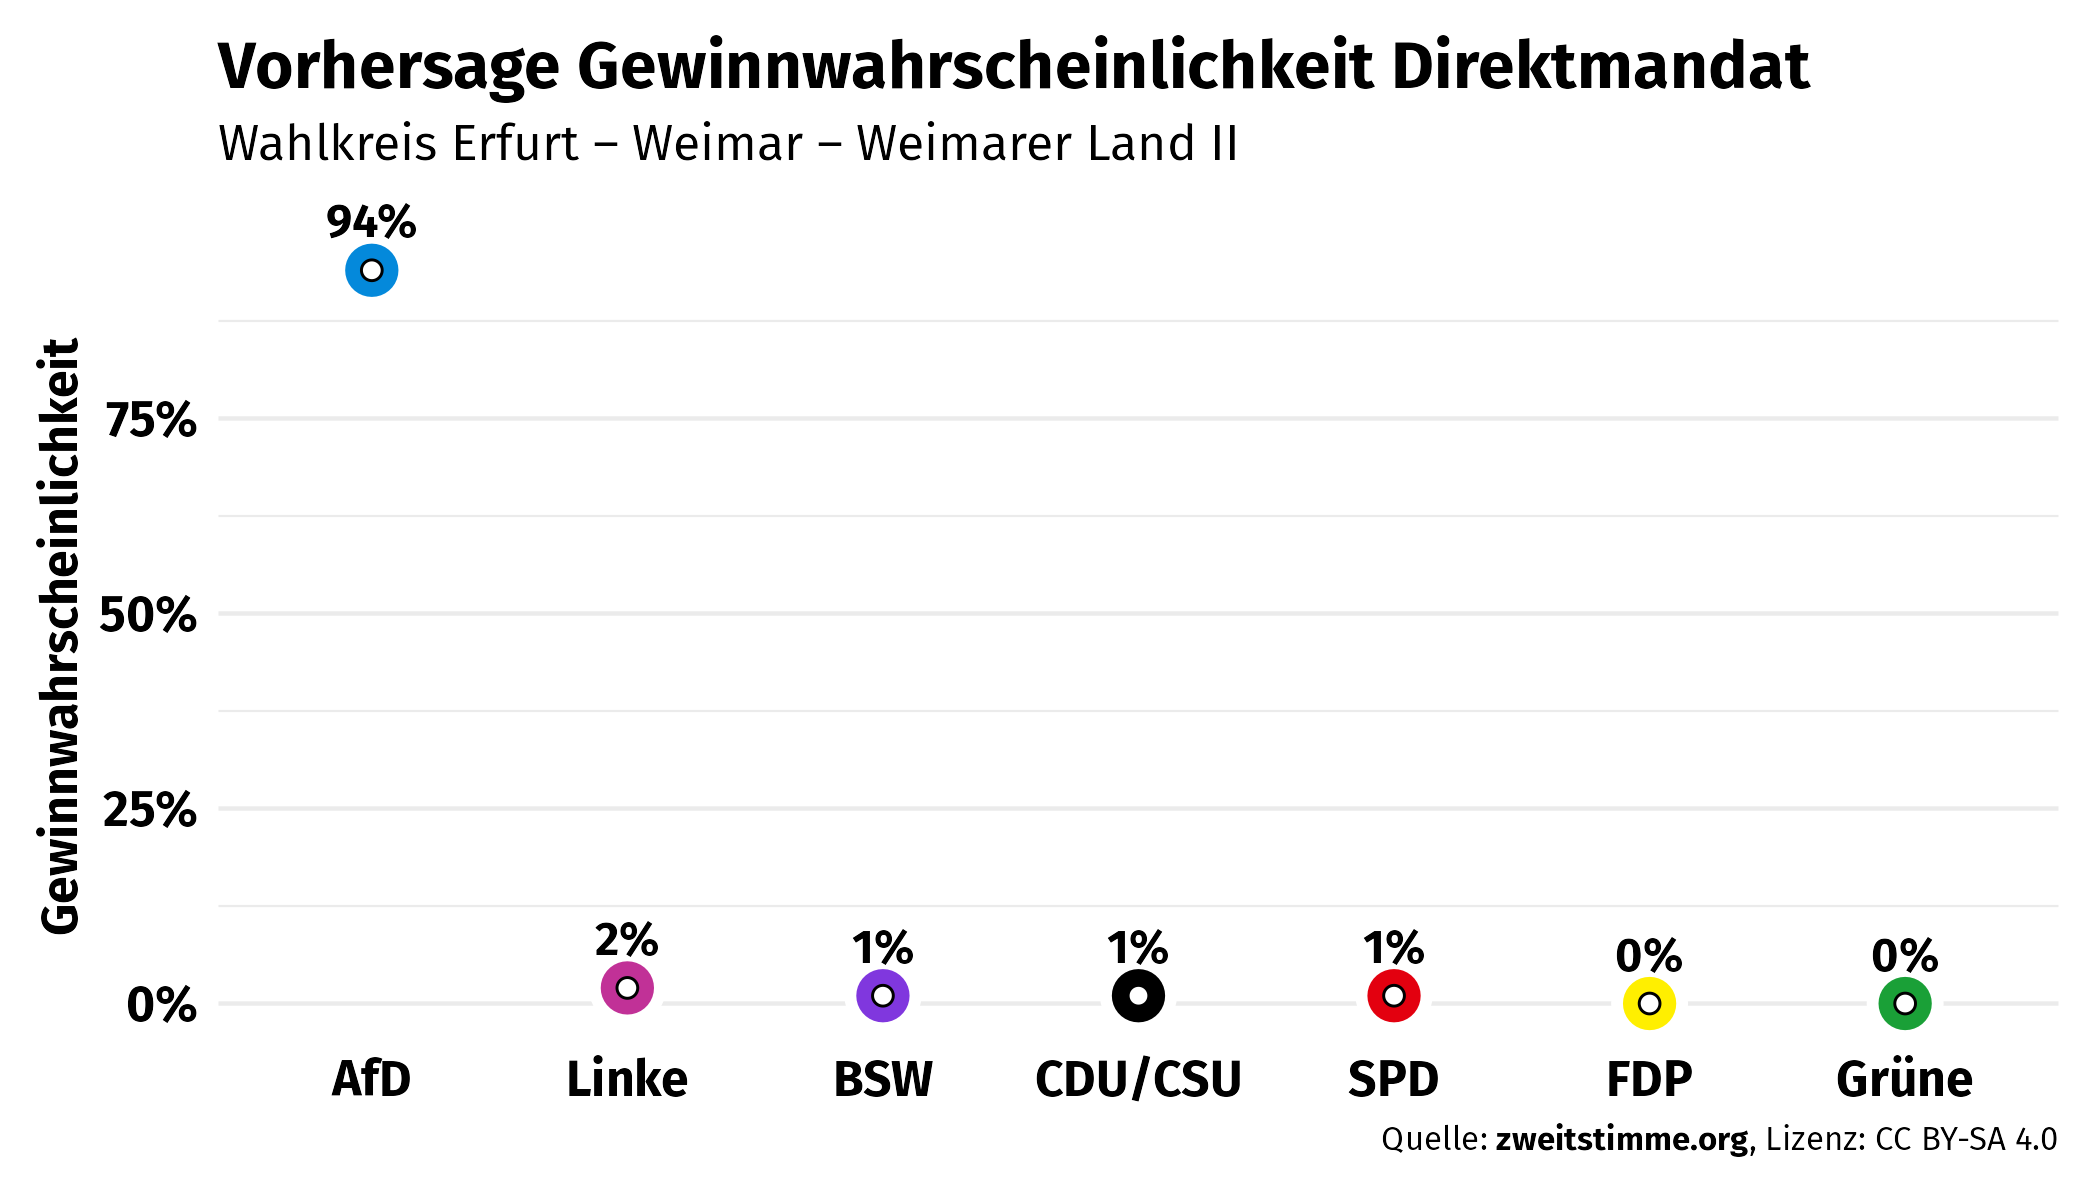 Vorhersage Gewinnwahrscheinlichkeit Direktmandat
Wahlkreis Erfurt – Weimar – Weimarer Land II
94%
Gewinnwahrscheinlichkeit
75%
50%
25%
0%
2%
1%
1%
1%
0%
0%
AfD
Linke
BSW
CDU/CSU
SPD
FDP
Grüne
Quelle: zweitstimme.org, Lizenz: CC BY-SA 4.0